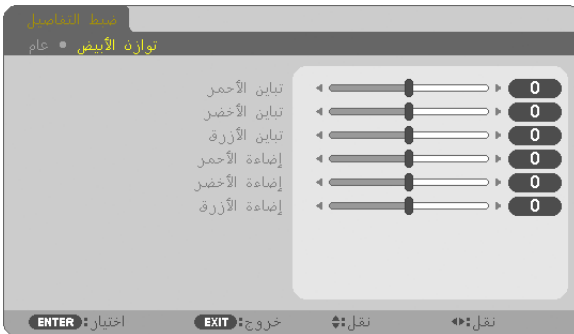 ضبط التفاصيل
عام ● توازن الأبيض
تباين الأحمر 0
تباين الأخضر 0
تباين الأزرق 0
إضاءة الأحمر 0
إضاءة الأخضر 0
إضاءة الأزرق 0
ENTER :اختيار EXIT :خروج نقل: نقل: